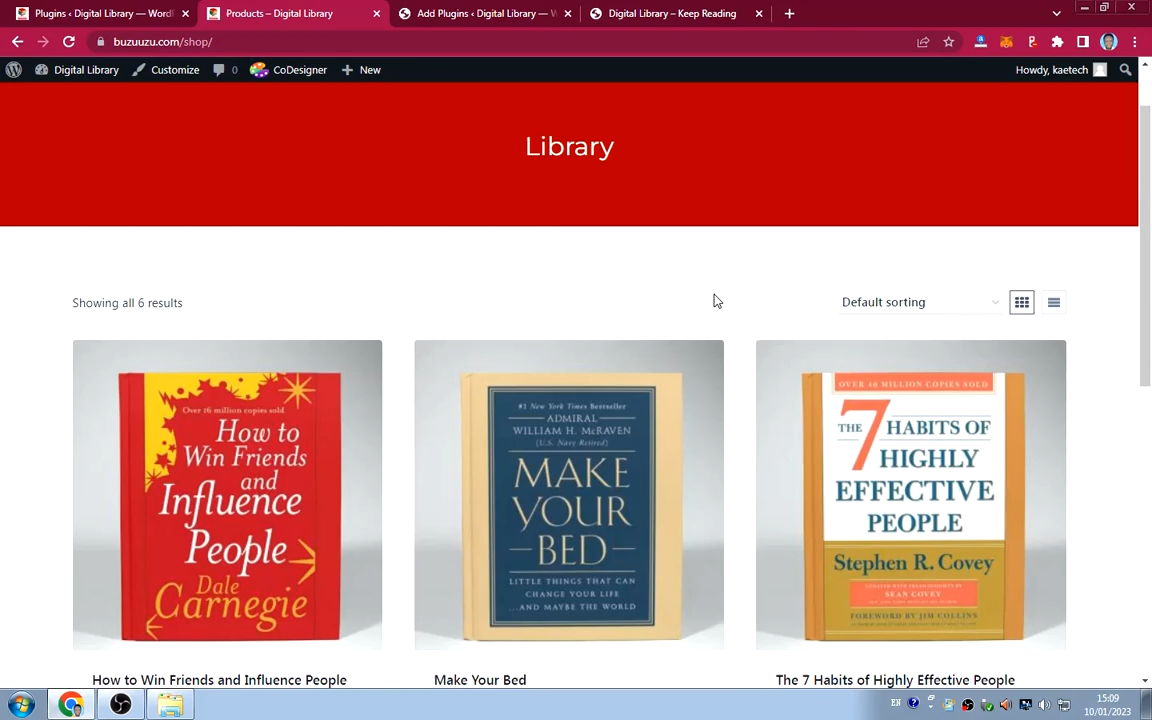 Plugins ‹ Digital Library — WordP
Products – Digital Library
Add Plugins ‹ Digital Library — W
Digital Library – Keep Reading
buzuuzu.com/shop/
Digital Library
Customize
0
CoDesigner
New
Howdy, kaetech
Library
Showing all 6 results
Default sorting
Over 16 million copies sold
How to
Win Friends
and
Influence
People
Dale
Carnegie
#1 New York Times Bestseller
ADMIRAL
WILLIAM H. McRAVEN
(U.S. Navy Retired)
MAKE
YOUR
BED
LITTLE THINGS THAT CAN
CHANGE YOUR LIFE
...AND MAYBE THE WORLD
OVER 40 MILLION COPIES SOLD
THE 7 HABITS OF
HIGHLY
EFFECTIVE
PEOPLE
Stephen R. Covey
SEAN COVEY
FOREWORD BY JIM COLLINS
How to Win Friends and Influence People
Make Your Bed
The 7 Habits of Highly Effective People
EN
15:09
10/01/2023